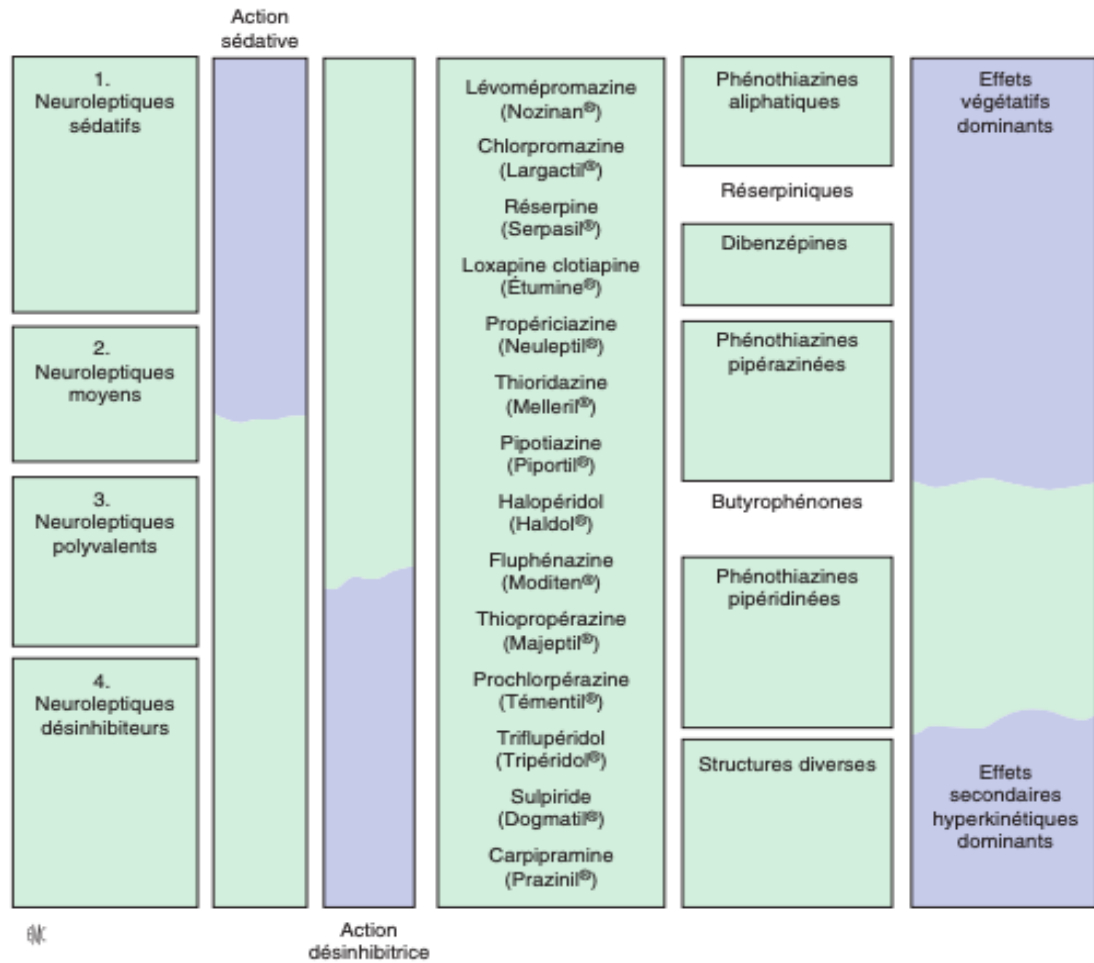 Action
sédative
1.
Neuroleptiques
sédatifs
2.
Neuroleptiques
moyens
3.
Neuroleptiques
polyvalents
4.
Neuroleptiques
désinhibiteurs
Action
désinhibitrice
Lévomépromazine
(Nozinan®)
Chlorpromazine
(Largactil®)
Réserpine
(Serpasil®)
Loxapine clotiapine
(Étumine®)
Propériciazine
(Neuleptil®)
Thioridazine
(Melleril®)
Pipotiazine
(Piportil®)
Halopéridol
(Haldol®)
Fluphénazine
(Moditen®)
Thiopropérazine
(Majeptil®)
Prochlorpérazine
(Témentil®)
Triflupéridol
(Tripéridol®)
Sulpiride
(Dogmatil®)
Carpipramine
(Prazinil®)
Phénothiazines
aliphatiques
Réserpiniques
Dibenzépines
Phénothiazines
pipérazinées
Butyrophénones
Phénothiazines
pipéridinées
Structures diverses
Effets
végétatifs
dominants
Effets
secondaires
hyperkinétiques
dominants